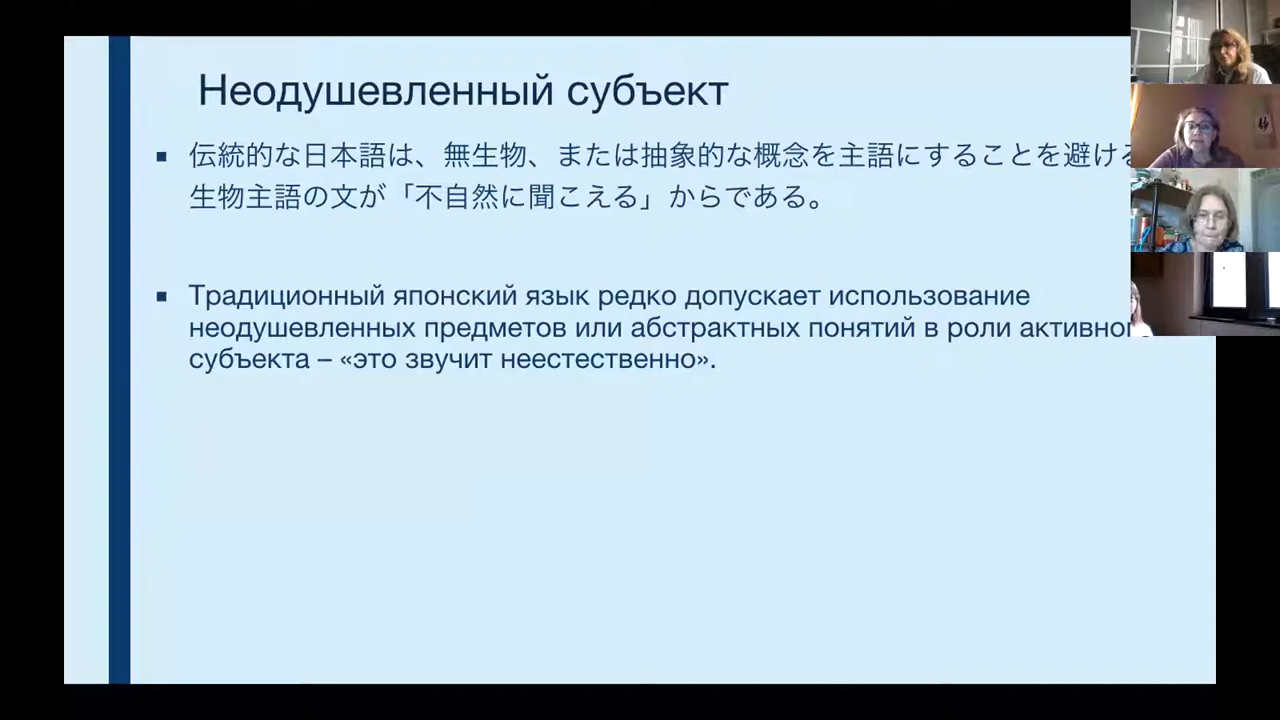 Неодушевленный субъект
伝統的な日本語は、無生物、または抽象的な概念を主語にすることを避け
生物主語の文が「不自然に聞こえる」からである。
Традиционный японский язык редко допускает использование
неодушевленных предметов или абстрактных понятий в роли
субъекта – «это звучит неестественно».